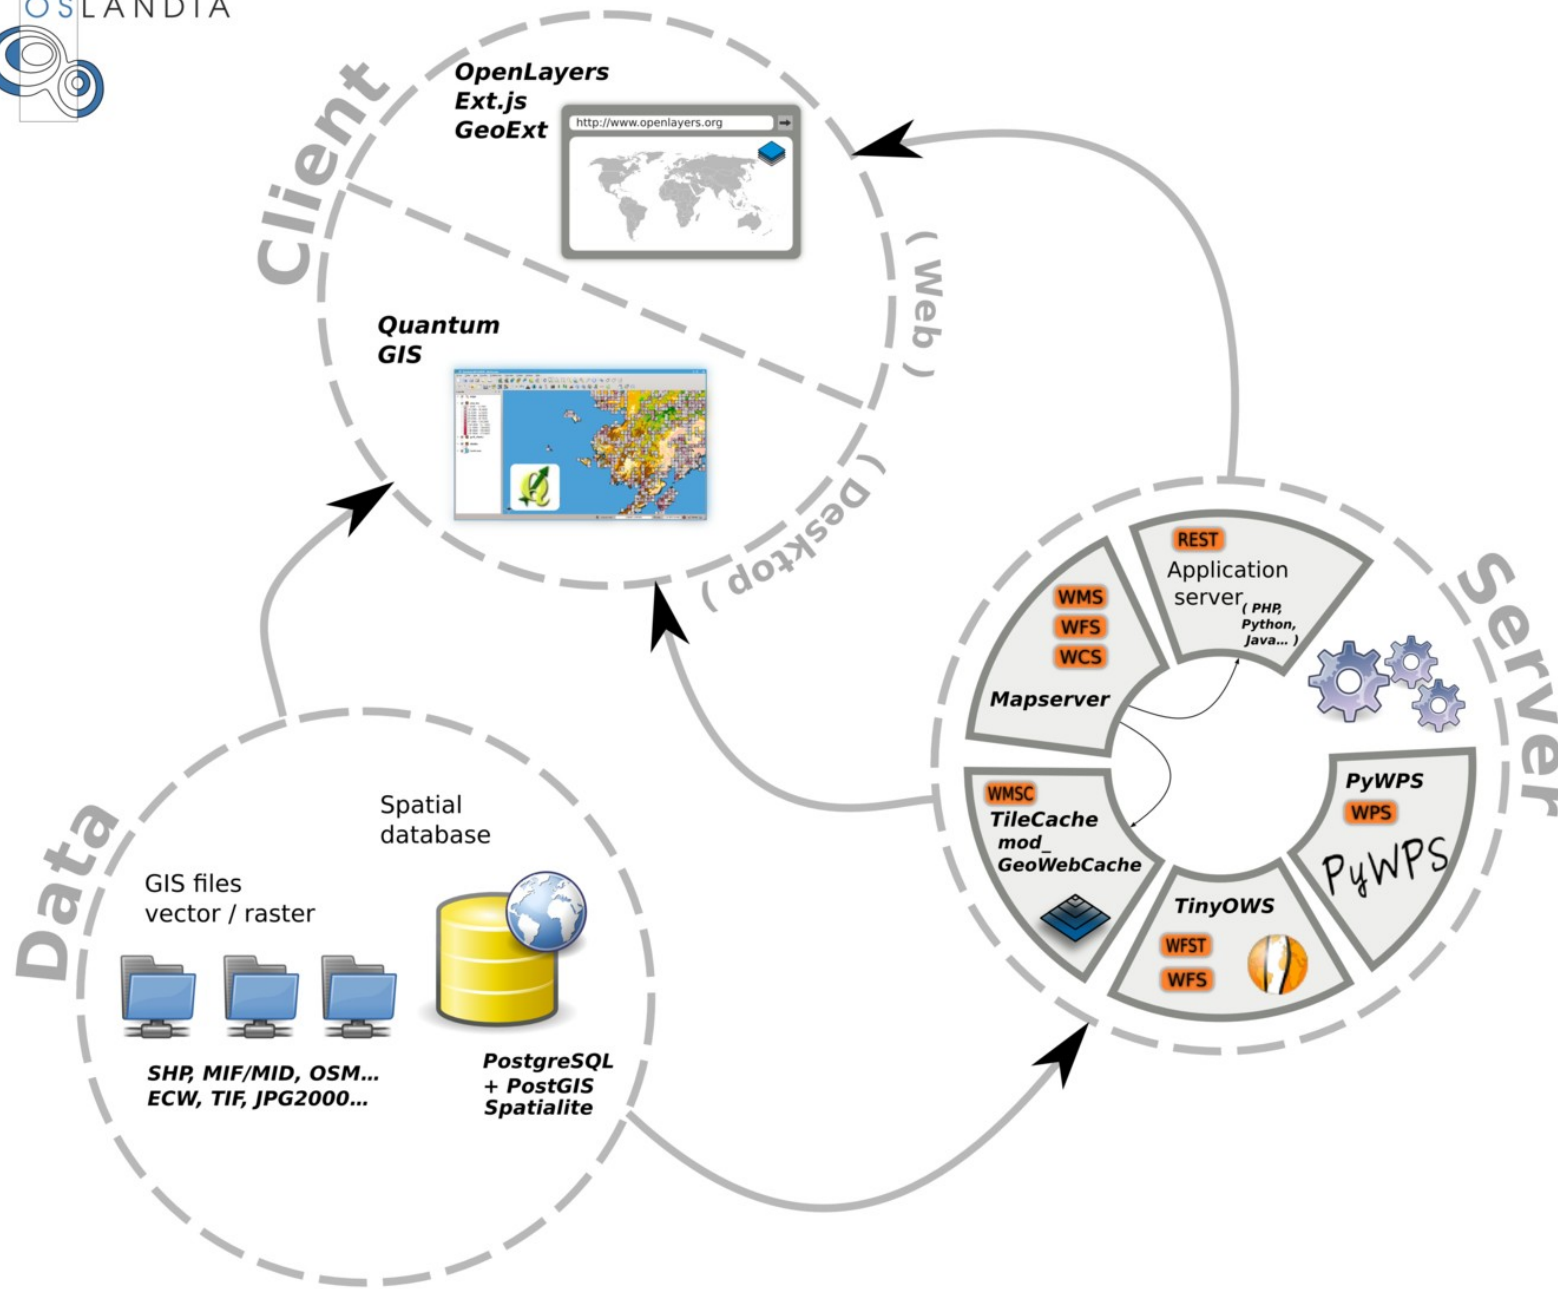 OSLANDIA
Client
OpenLayers
Ext.js
GeoExt
http://www.openlayers.org
( Web )
Quantum
GIS
( Desktop )
Server
REST
Application
server
( PHP,
Python,
Java... )
WMS
WFS
WCS
Mapserver
WMSC
TileCache
mod_
GeoWebCache
PyWPS
WPS
PyWPS
TinyOWS
WFST
WFS
Data
Spatial
database
GIS files
vector / raster
SHP, MIF/MID, OSM...
ECW, TIF, JPG2000...
PostgreSQL
+ PostGIS
Spatialite